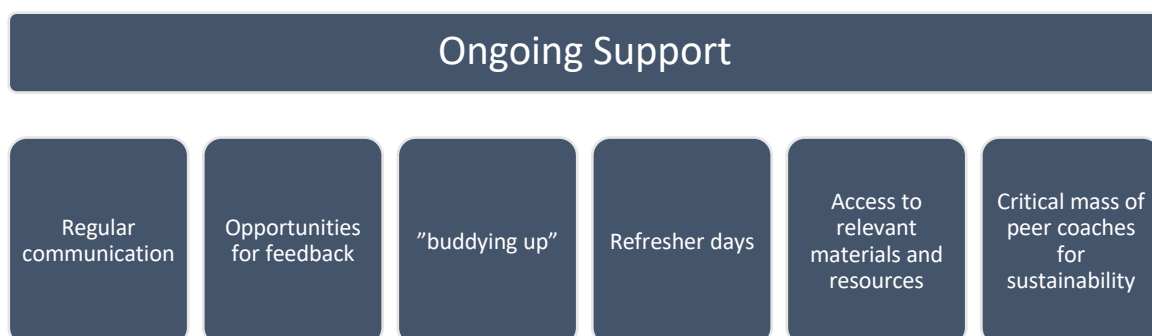 Ongoing Support
Regular
communication
Opportunities
for feedback
”buddying up”
Refresher days
Access to
relevant
materials and
resources
Critical mass of
peer coaches
for
sustainability